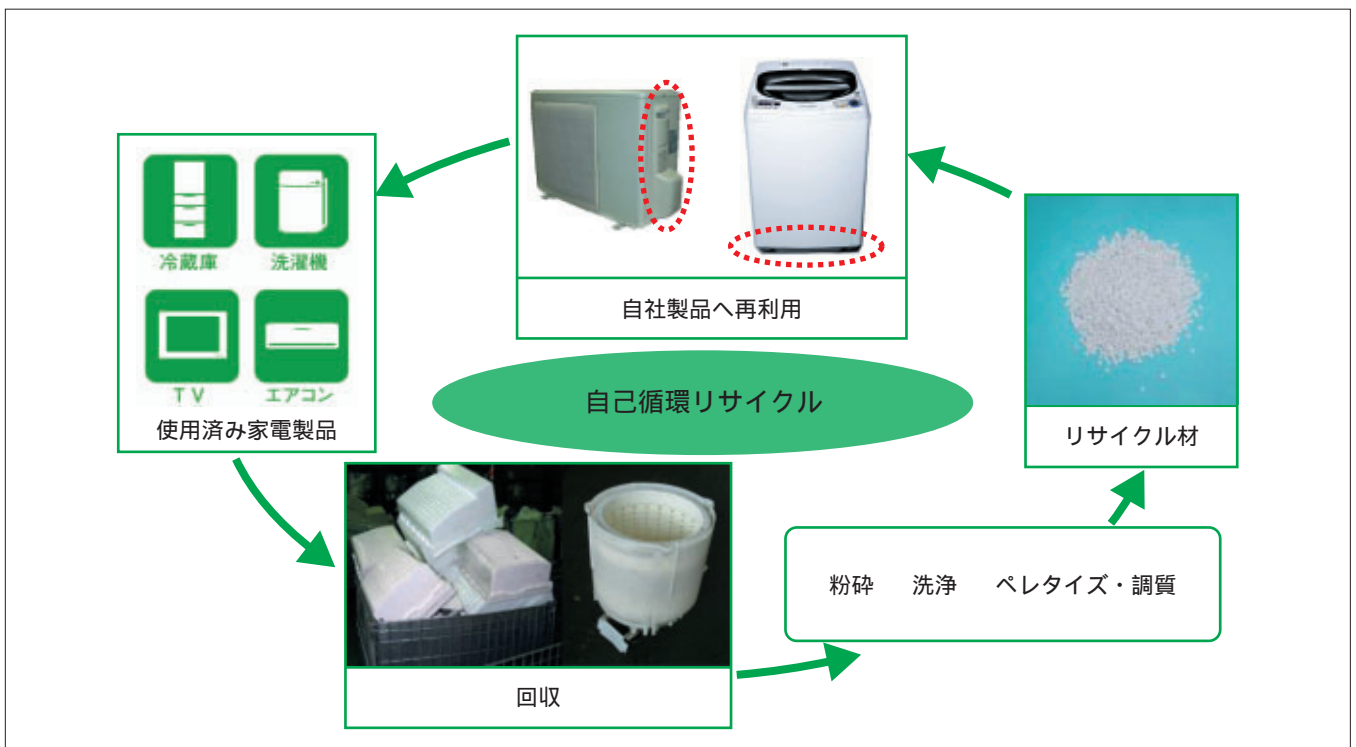 自社製品へ再利用
冷蔵庫
洗濯機
TV
エアコン
使用済み家電製品
自己循環リサイクル
リサイクル材
粉砕 洗浄 ペレタイズ・調質
回収